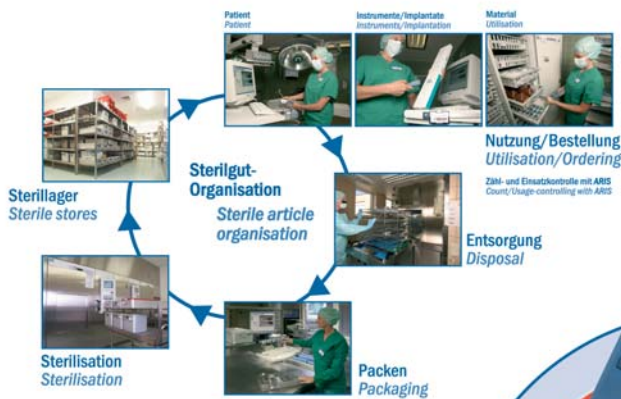 Patient
Patient
Instrumente/Implantate
Instruments/Implantation
Material
Utilisation
Nutzung/Bestellung
Utilisation/Ordering
Zähl- und Einsatzkontrolle mit ARIS
Count/Usage-controlling with ARIS
Sterilgut-
Organisation
Sterile article
organisation
Sterillager
Sterile stores
Entsorgung
Disposal
Sterilisation
Sterilisation
Packen
Packaging